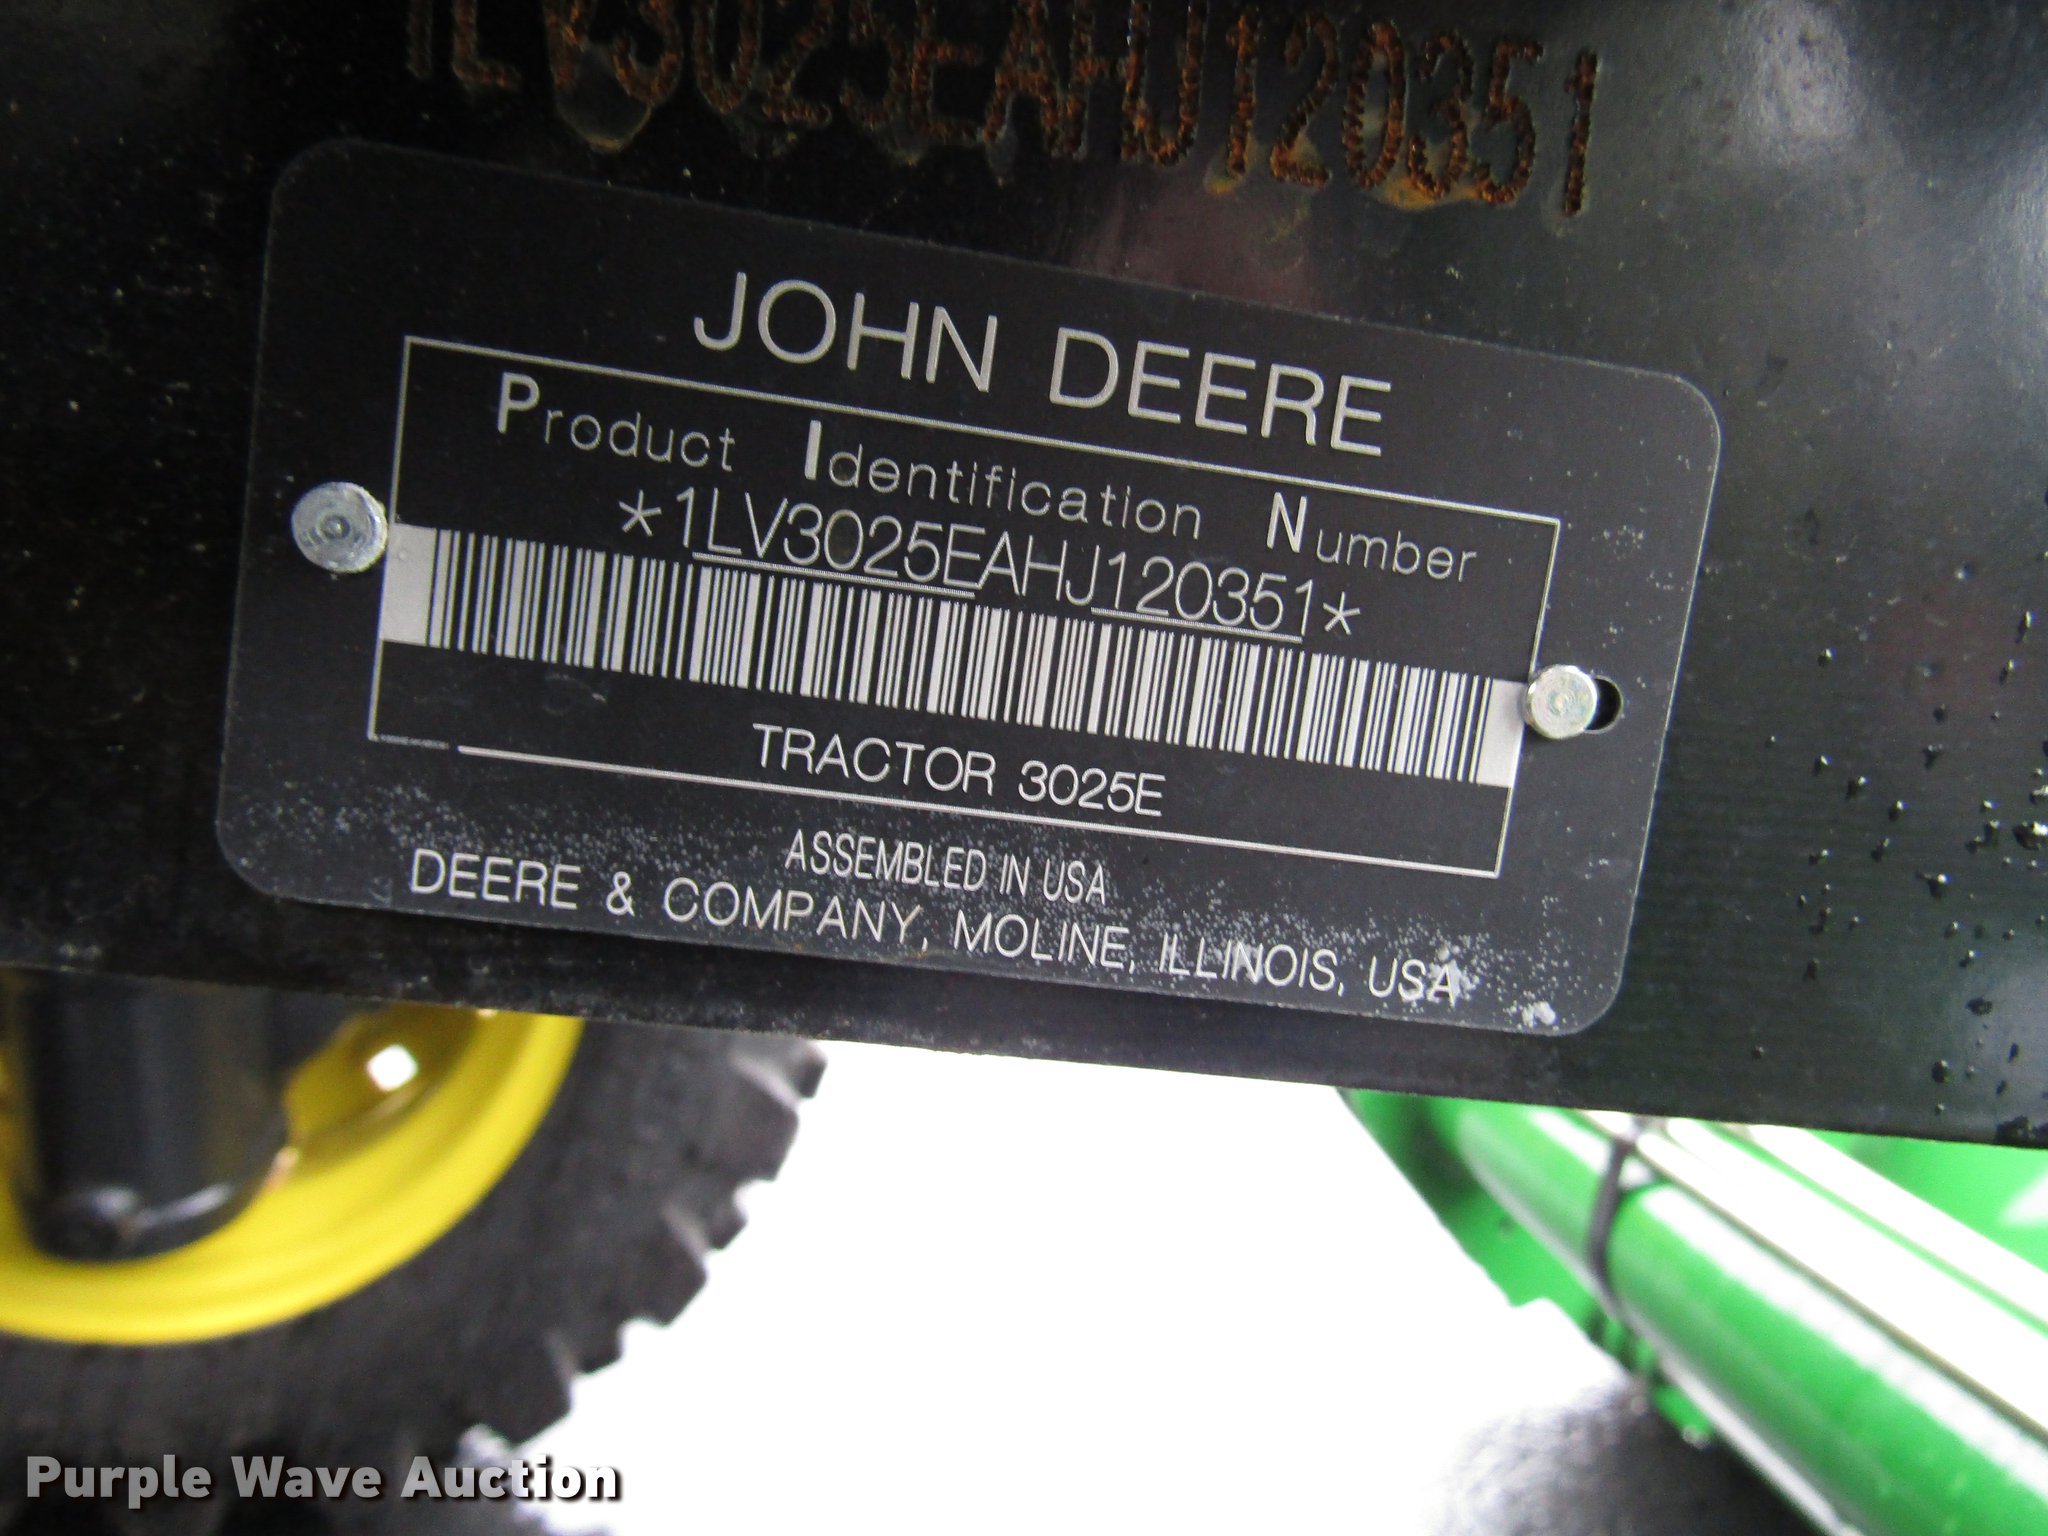 1LV3025EAHJ120351
JOHN DEERE
Product Identification Number
*1LV3025EAHJ120351*
TRACTOR 3025E
ASSEMBLED IN USA
DEERE & COMPANY, MOLINE, ILLINOIS, USA
Purple Wave Auction